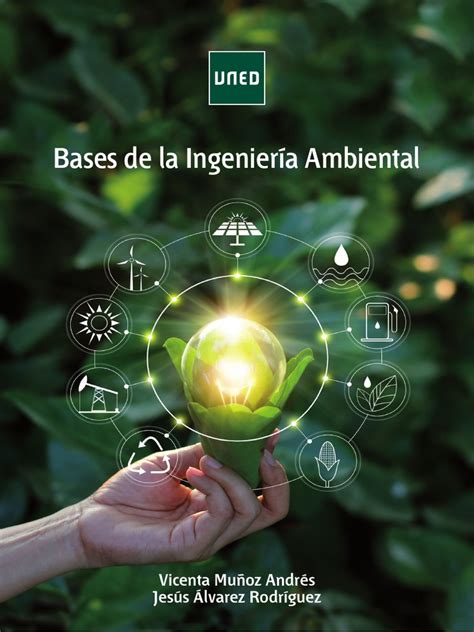 UNED
Bases de la Ingeniería Ambiental
Vicenta Muñoz Andrés
Jesús Álvarez Rodríguez